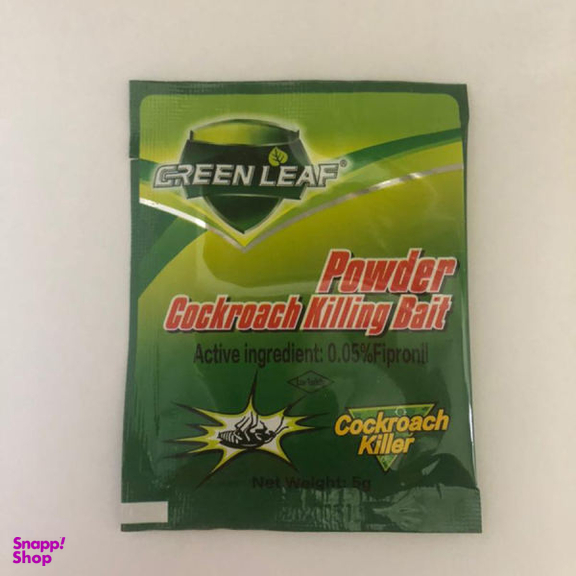 GREEN LEAF®
Powder
Cockroach Killing Bait
Active ingredient: 0.05%Fipronil
Cockroach
Killer
Net Weight: 5g
Snapp!
Shop